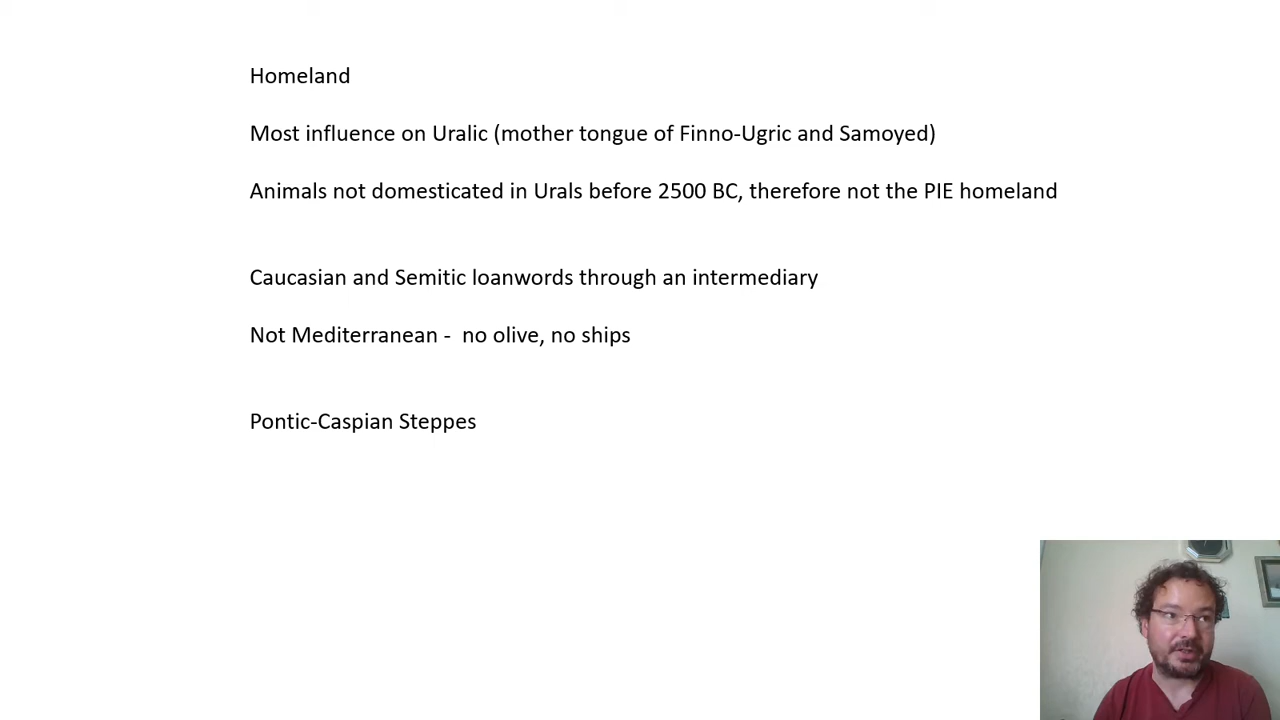 Homeland
Most influence on Uralic (mother tongue of Finno-Ugric and Samoyed)
Animals not domesticated in Urals before 2500 BC, therefore not the PIE homeland
Caucasian and Semitic loanwords through an intermediary
Not Mediterranean -  no olive, no ships
Pontic-Caspian Steppes